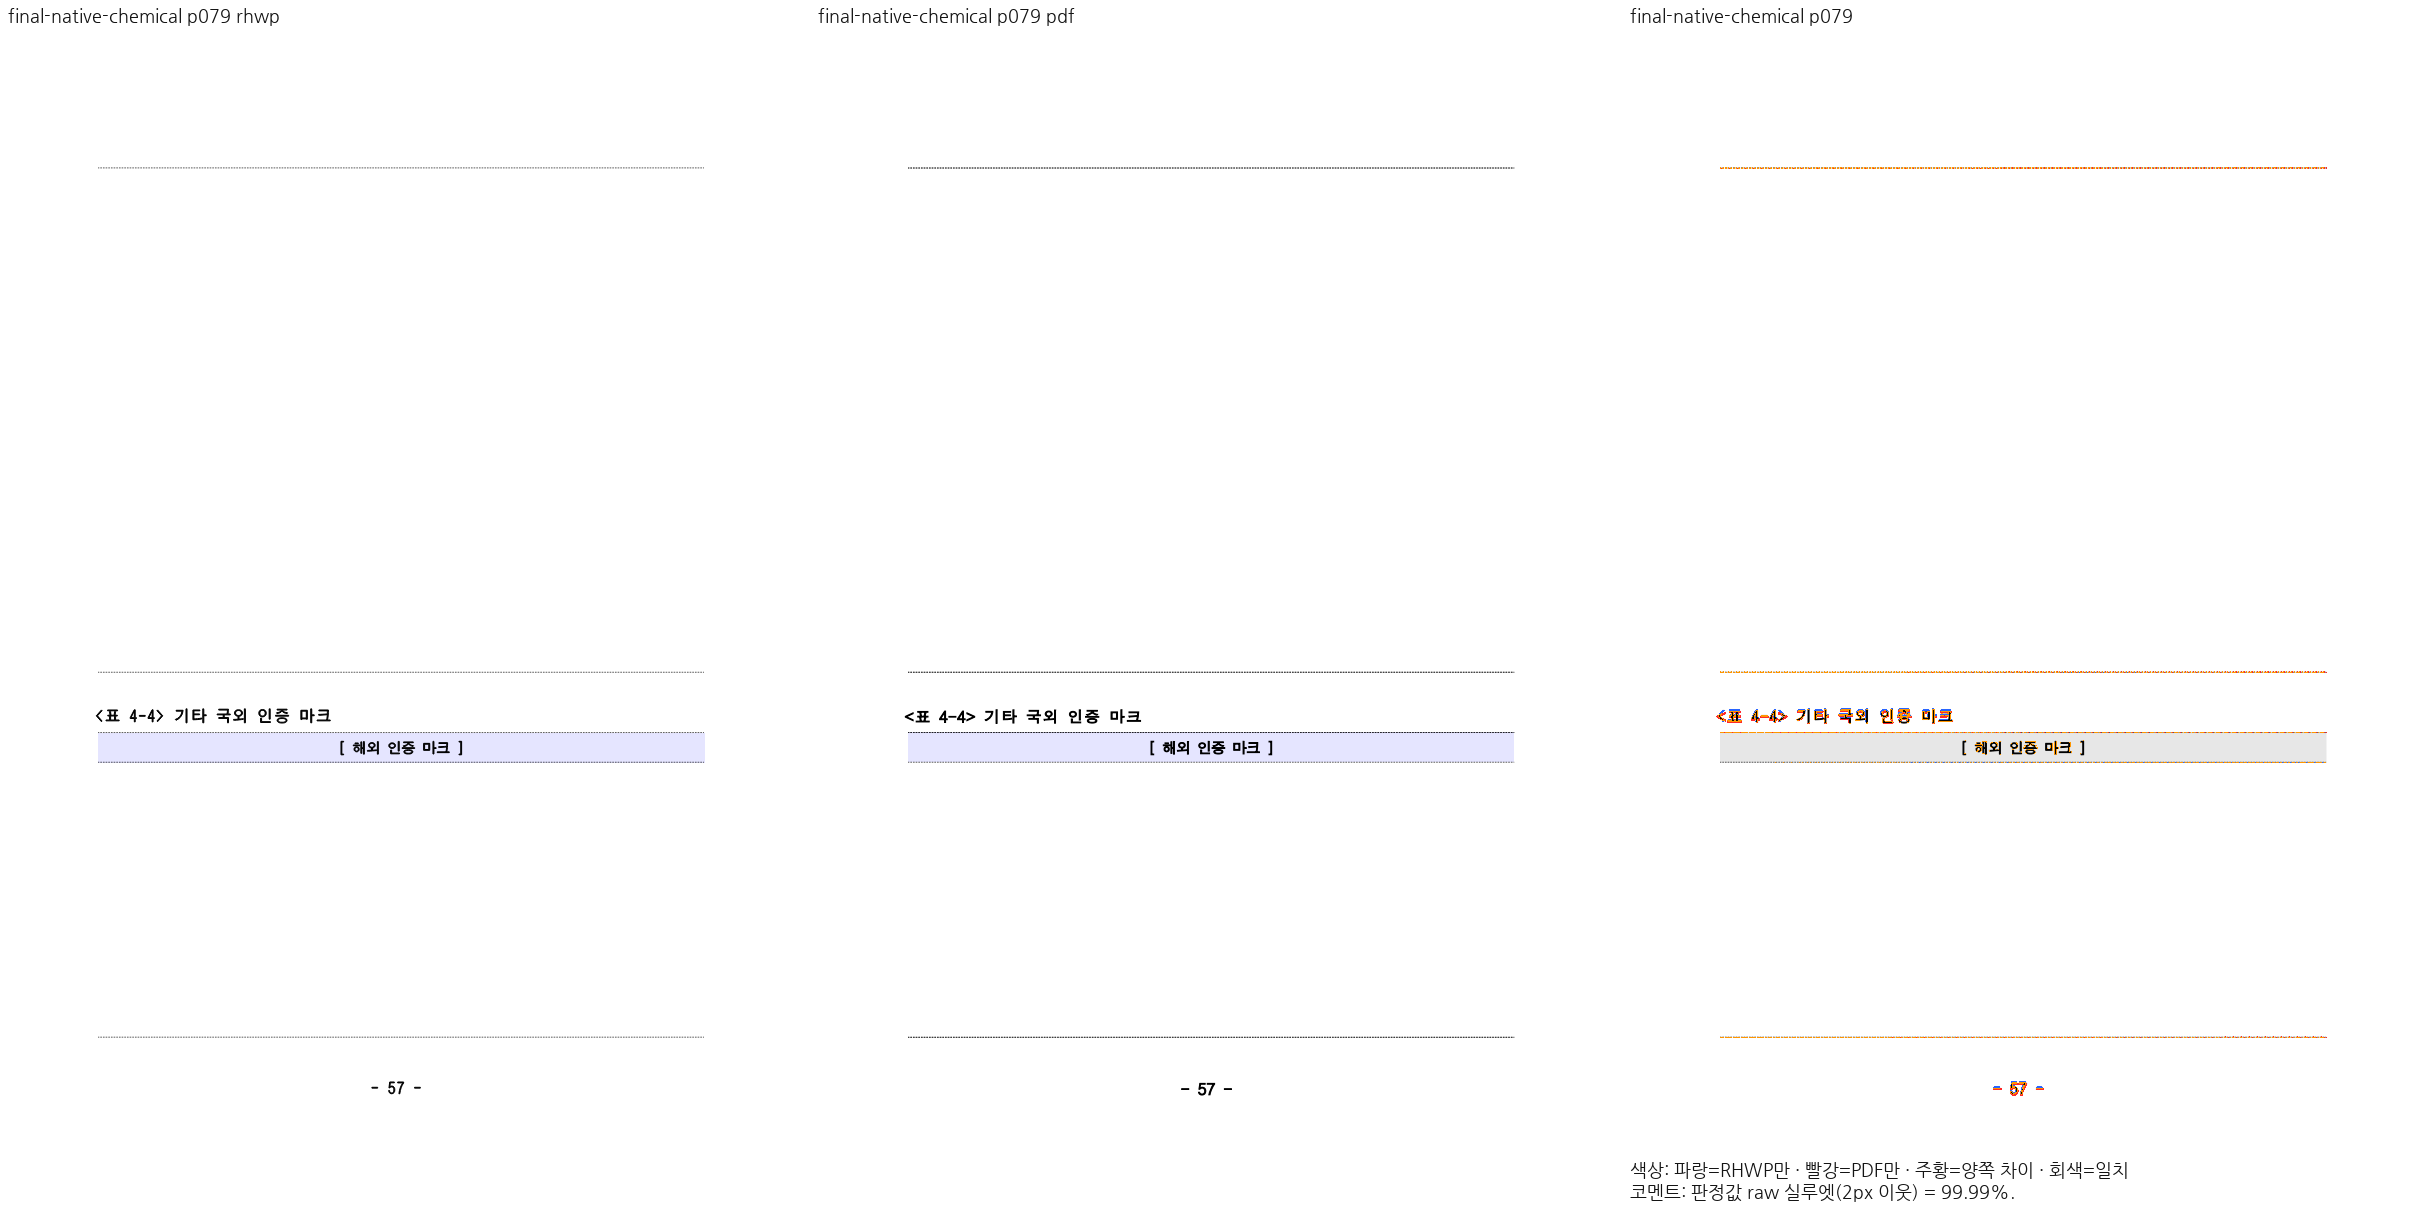 final-native-chemical p079 rhwp
<표 4-4> 기타 국외 인증 마크
[ 해외 인증 마크 ]
- 57 -
final-native-chemical p079 pdf
<표 4-4> 기타 국외 인증 마크
[ 해외 인증 마크 ]
- 57 -
final-native-chemical p079
<표 4-4> 기타 국외 인증 마크
[ 해외 인증 마크 ]
- 57 -
색상: 파랑=RHWP만 · 빨강=PDF만 · 주황=양쪽 차이 · 회색=일치
코멘트: 판정값 raw 실루엣(2px 이웃) = 99.99%.